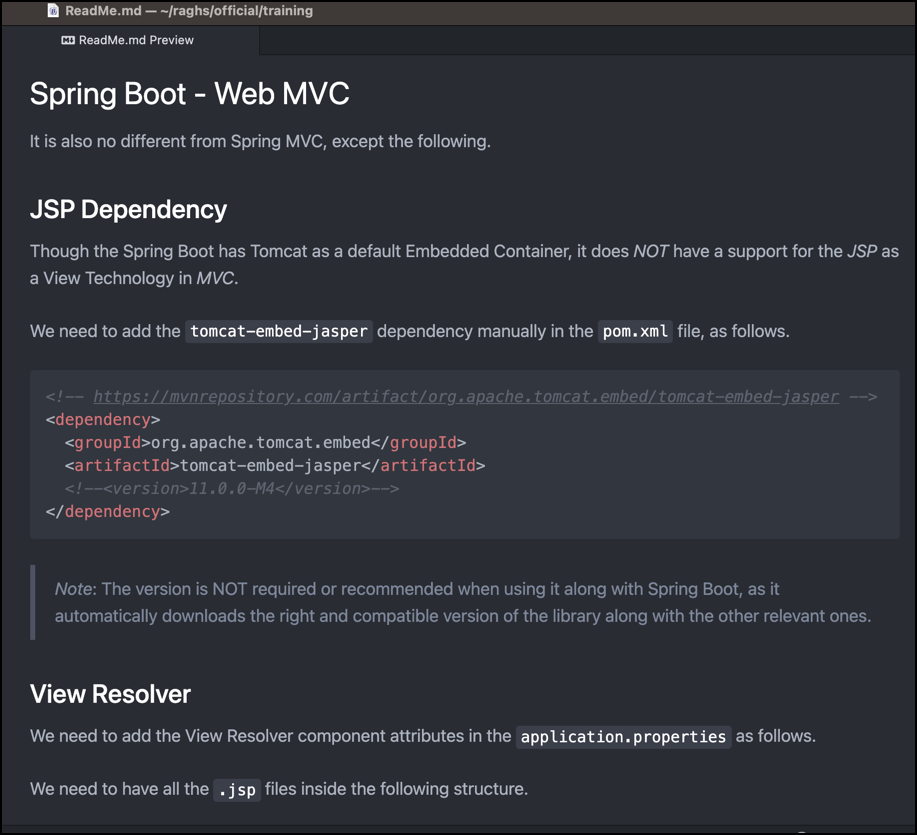 ReadMe.md — ~/raghs/official/training
ReadMe.md Preview
Spring Boot - Web MVC
It is also no different from Spring MVC, except the following.
JSP Dependency
Though the Spring Boot has Tomcat as a default Embedded Container, it does NOT have a support for the JSP as
a View Technology in MVC.
We need to add the tomcat-embed-jasper dependency manually in the pom.xml file, as follows.
<!-- https://mvnrepository.com/artifact/org.apache.tomcat.embed/tomcat-embed-jasper -->
<dependency>
  <groupId>org.apache.tomcat.embed</groupId>
  <artifactId>tomcat-embed-jasper</artifactId>
  <!--<version>11.0.0-M4</version>-->
</dependency>
Note: The version is NOT required or recommended when using it along with Spring Boot, as it
automatically downloads the right and compatible version of the library along with the other relevant ones.
View Resolver
We need to add the View Resolver component attributes in the application.properties as follows.
We need to have all the .jsp files inside the following structure.